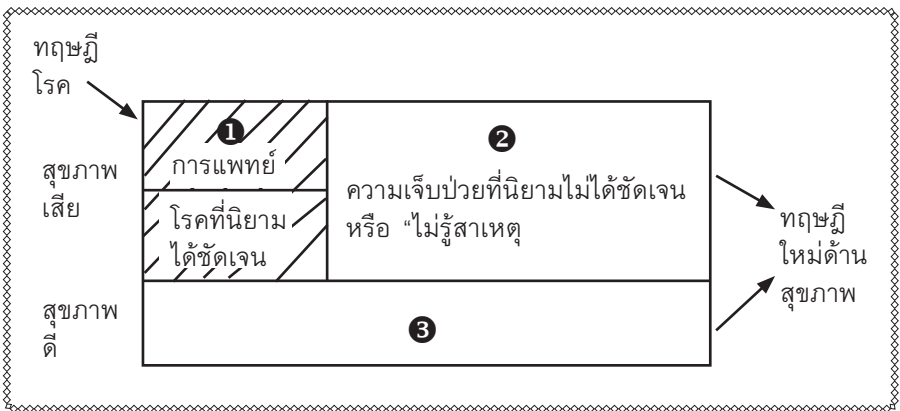 ทฤษฎี
โรค
สุขภาพ
เสีย
❶
การแพทย์
โรคที่นิยาม
ได้ชัดเจน
❷
ความเจ็บป่วยที่นิยามไม่ได้ชัดเจน
หรือ “ไม่รู้สาเหตุ
ทฤษฎี
ใหม่ด้าน
สุขภาพ
สุขภาพ
ดี
❸